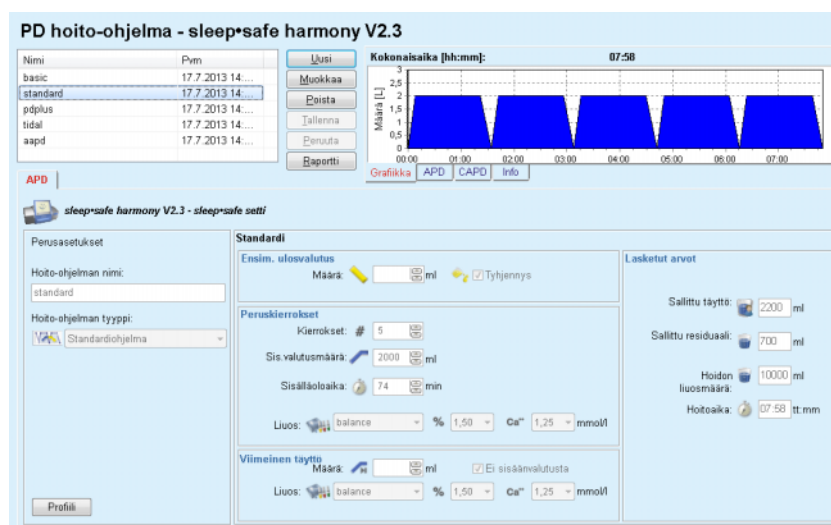 PD hoito-ohjelma - sleep•safe harmony V2.3
Nimi Pvm
basic 17.7.2013 14:...
standard 17.7.2013 14:...
pdplus 17.7.2013 14:...
tidal 17.7.2013 14:...
aapd 17.7.2013 14:...
Uusi
Muokkaa
Poista
Tallenna
Peruuta
Raportti
Kokonaisaika [hh:mm]: 07:58
Määrä [L]
3
2,5
2
1,5
1
0,5
0
00:00 01:00 02:00 03:00 04:00 05:00 06:00 07:00
Grafiikka APD CAPD Info
APD
sleep•safe harmony V2.3 - sleep•safe setti
Perusasetukset
Hoito-ohjelman nimi:
standard
Hoito-ohjelman tyyppi:
Standardiohjelma
Profiili
Standardi
Ensim. ulosvalutus
Määrä: ml Tyhjennys
Peruskierrokset
Kierrokset: # 5
Sis.valutusmäärä: 2000 ml
Sisälläoloaika: 74 min
Liuos: balance % 1,50 Ca⁺⁺ 1,25 mmol/l
Viimeinen täyttö
Määrä: ml Ei sisäänvalutusta
Liuos: balance % 1,50 Ca⁺⁺ 1,25 mmol/l
Lasketut arvot
Sallittu täyttö: 2200 ml
Sallittu residuaali: 700 ml
Hoidon liuosmäärä: 10000 ml
Hoitoaika: 07:58 tt:mm